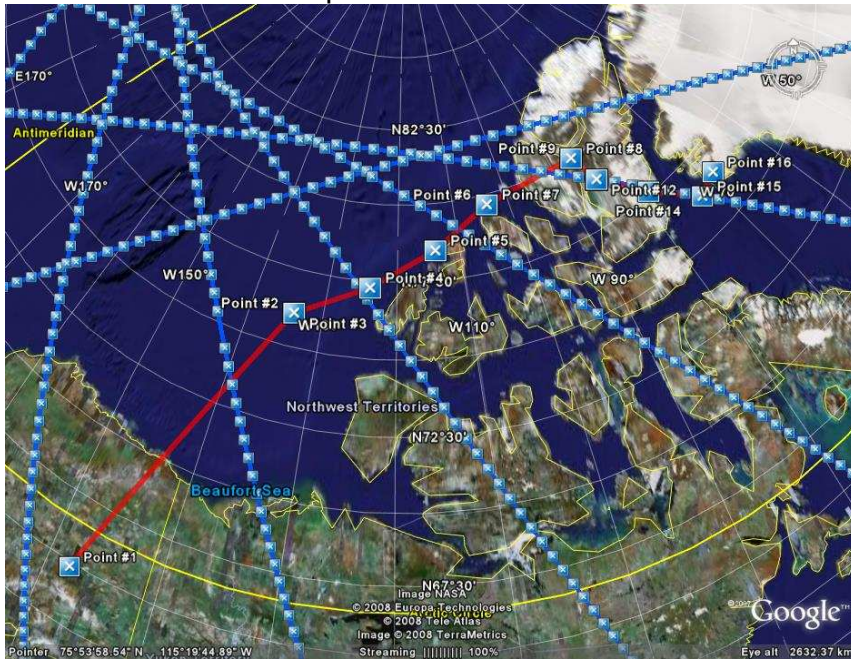 E170°
W 50°
Antimeridian
N82°30'
Point #9
Point #8
Point #16
W170°
Point #6
Point #7
Point #12
Point #15
Point #14
Point #5
W150°
Point #4
W 90°
Point #2
Point #3
W110°
Northwest Territories
N72°30'
Beaufort Sea
Point #1
N67°30'
Image NASA
© 2008 Europa Technologies
Arctic Circle
© 2008 Tele Atlas
Image © 2008 TerraMetrics
Google™
Pointer 75°53'58.54" N 115°19'44.89" W
Streaming 100%
Eye alt 2632.37 km